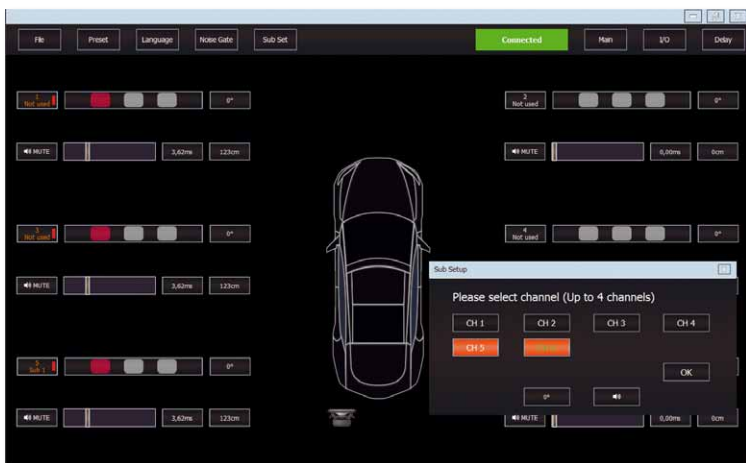 File Preset Language Noise Gate Sub Set Connected Main I/O Delay
1
Not used
0°
2
Not used
0°
MUTE 3,62ms 123cm
MUTE 0,00ms 0cm
3
Not used
0°
4
Not used
0°
MUTE 3,62ms 123cm
Sub Setup
Please select channel (Up to 4 channels)
CH 1 CH 2 CH 3 CH 4
CH 5
OK
0°
5
Sub 1
0°
MUTE 3,62ms 123cm
MUTE 0,00ms 0cm